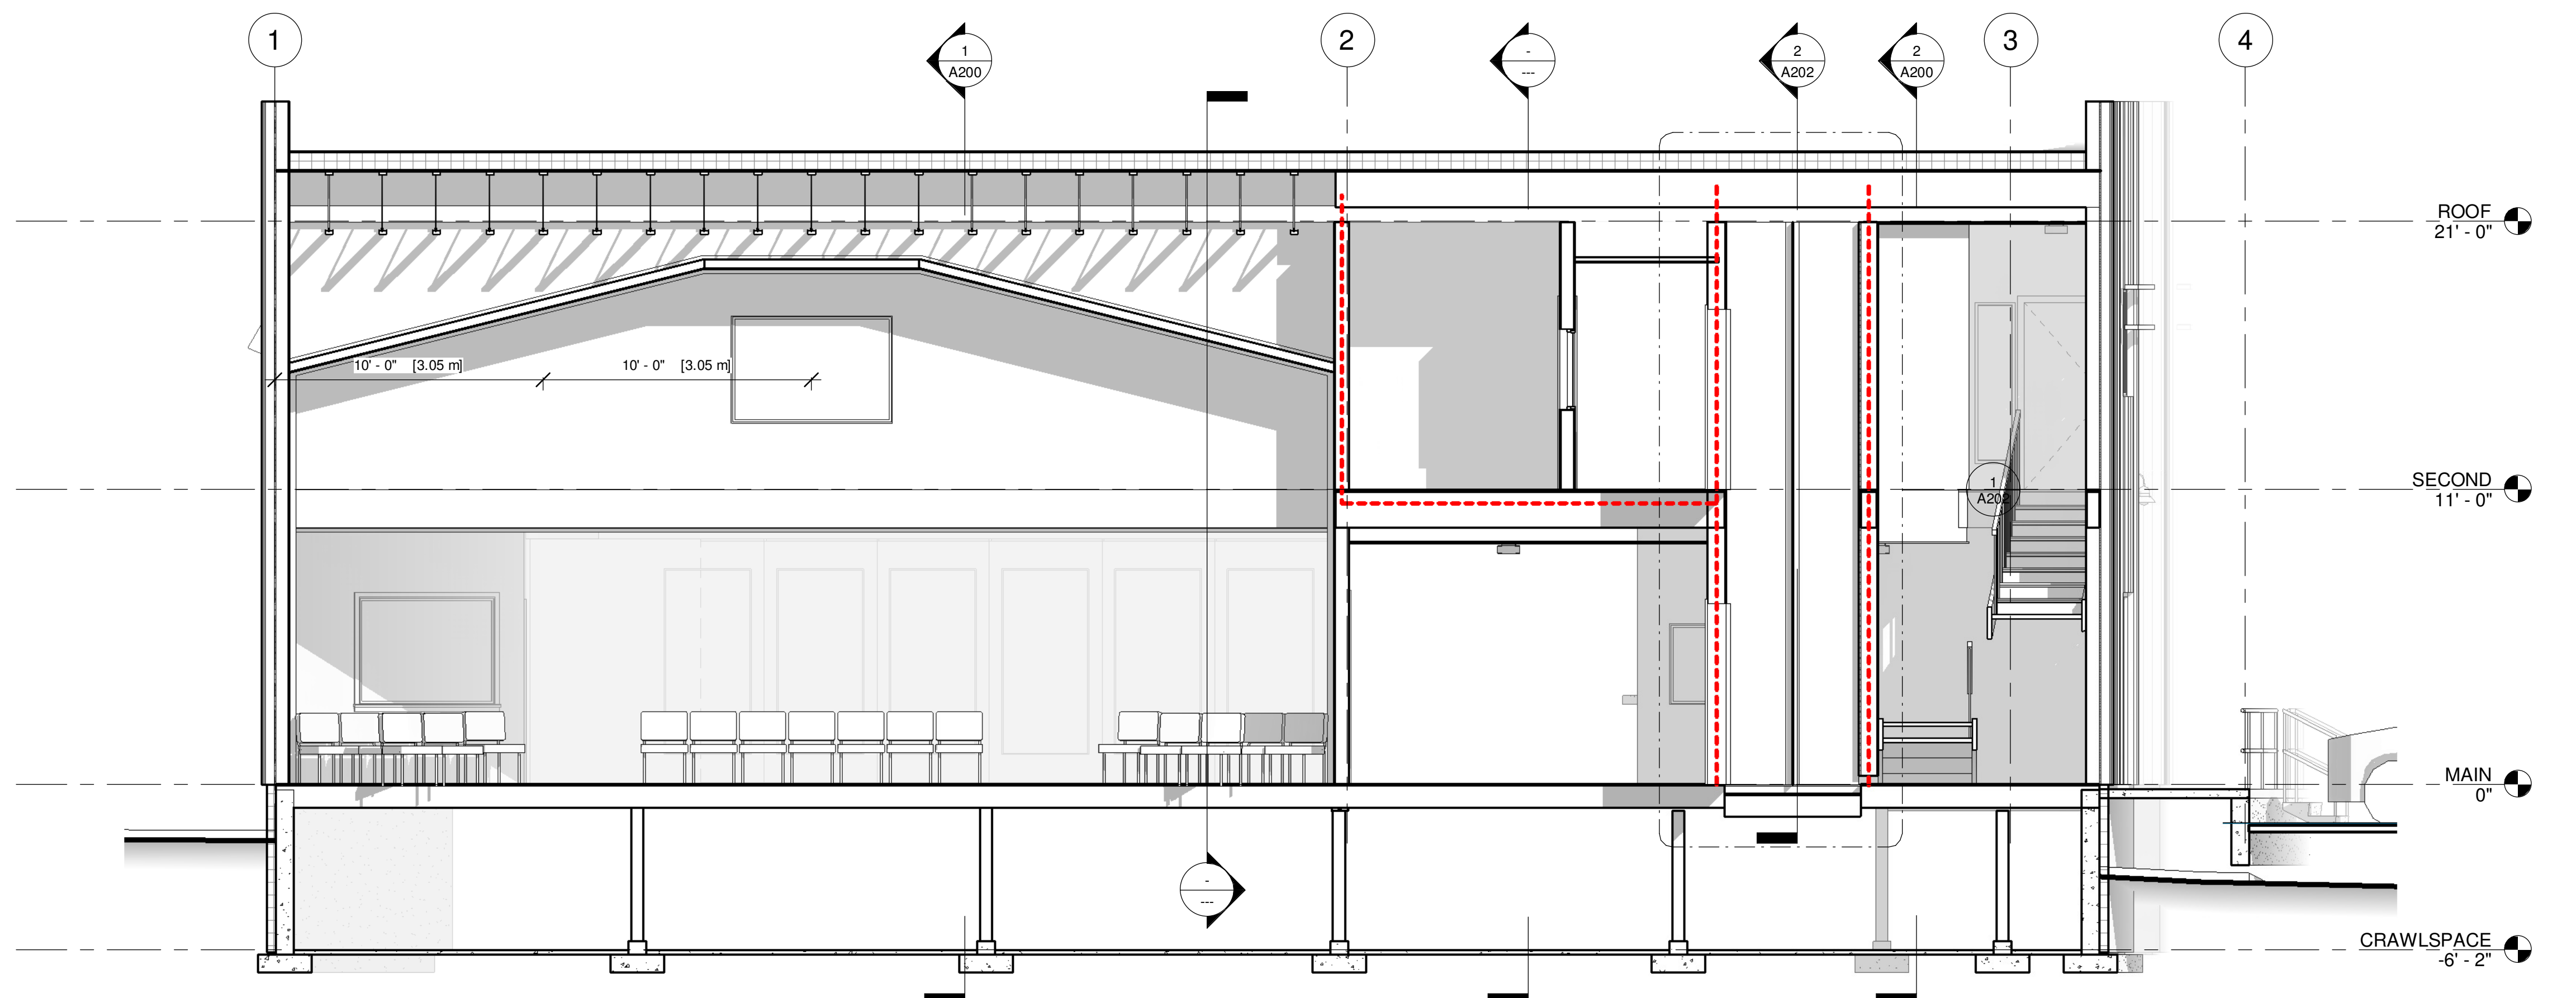 1
2
3
4
1
A200
-
---
2
A202
2
A200
ROOF
21' - 0"
10' - 0" [3.05 m]
10' - 0" [3.05 m]
SECOND
11' - 0"
1
A202
MAIN
0"
-
---
CRAWLSPACE
-6' - 2"